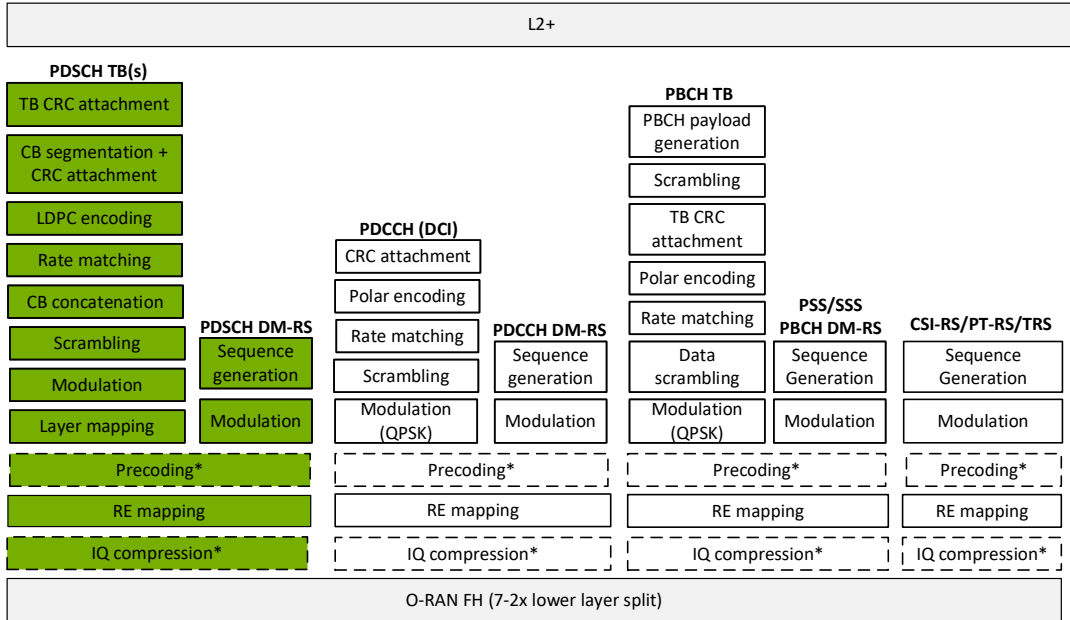 L2+
PDSCH TB(s)
TB CRC attachment
CB segmentation +
CRC attachment
LDPC encoding
Rate matching
CB concatenation
Scrambling
Modulation
Layer mapping
PDSCH DM-RS
Sequence
generation
Modulation
Precoding*
RE mapping
IQ compression*
PDCCH (DCI)
CRC attachment
Polar encoding
Rate matching
Scrambling
Modulation
(QPSK)
PDCCH DM-RS
Sequence
generation
Modulation
Precoding*
RE mapping
IQ compression*
PBCH TB
PBCH payload
generation
Scrambling
TB CRC
attachment
Polar encoding
Rate matching
Data
scrambling
Modulation
(QPSK)
PSS/SSS
PBCH DM-RS
Sequence
Generation
Modulation
Precoding*
RE mapping
IQ compression*
CSI-RS/PT-RS/TRS
Sequence
Generation
Modulation
Precoding*
RE mapping
IQ compression*
O-RAN FH (7-2x lower layer split)